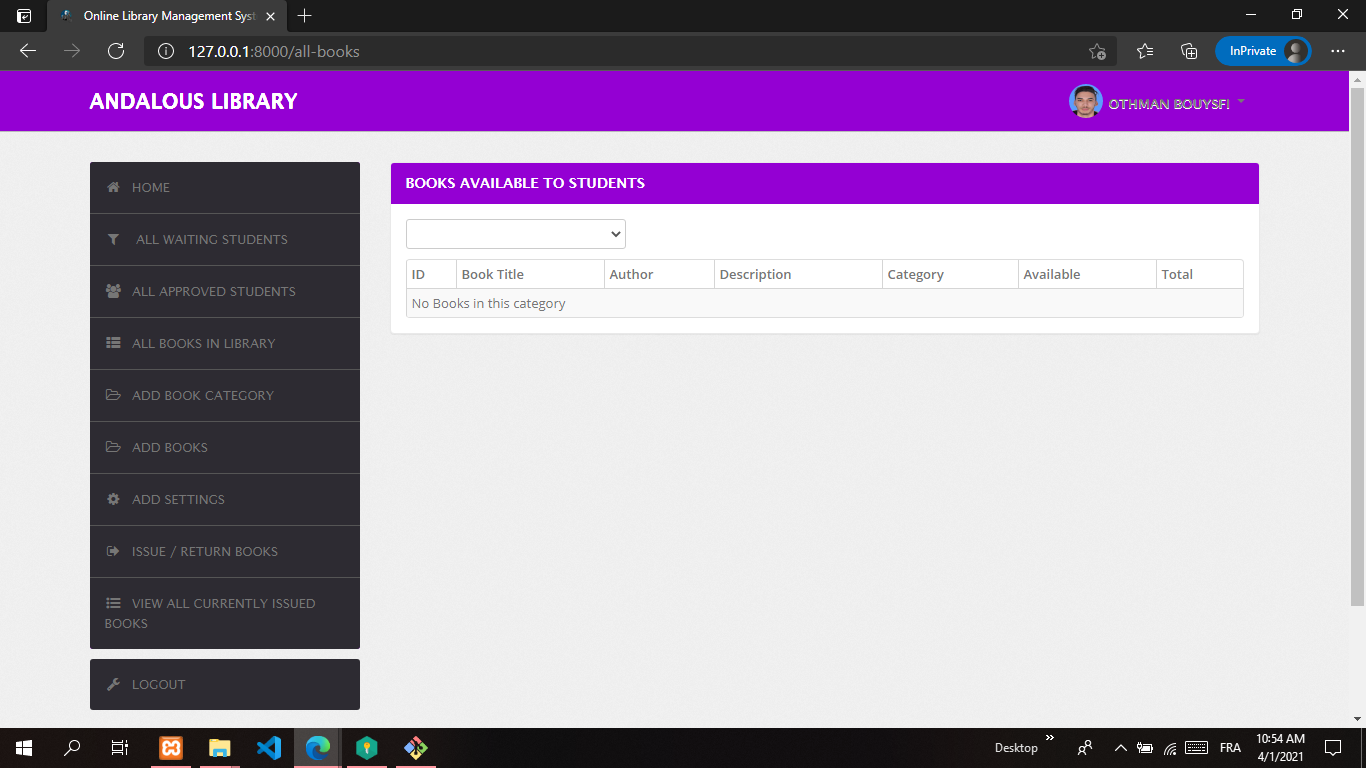 Online Library Management Syst
127.0.0.1:8000/all-books
InPrivate
ANDALOUS LIBRARY
OTHMAN BOUYSFI
HOME
ALL WAITING STUDENTS
ALL APPROVED STUDENTS
ALL BOOKS IN LIBRARY
ADD BOOK CATEGORY
ADD BOOKS
ADD SETTINGS
ISSUE / RETURN BOOKS
VIEW ALL CURRENTLY ISSUED
BOOKS
LOGOUT
BOOKS AVAILABLE TO STUDENTS
ID Book Title Author Description Category Available Total
No Books in this category
Desktop
FRA
10:54 AM
4/1/2021